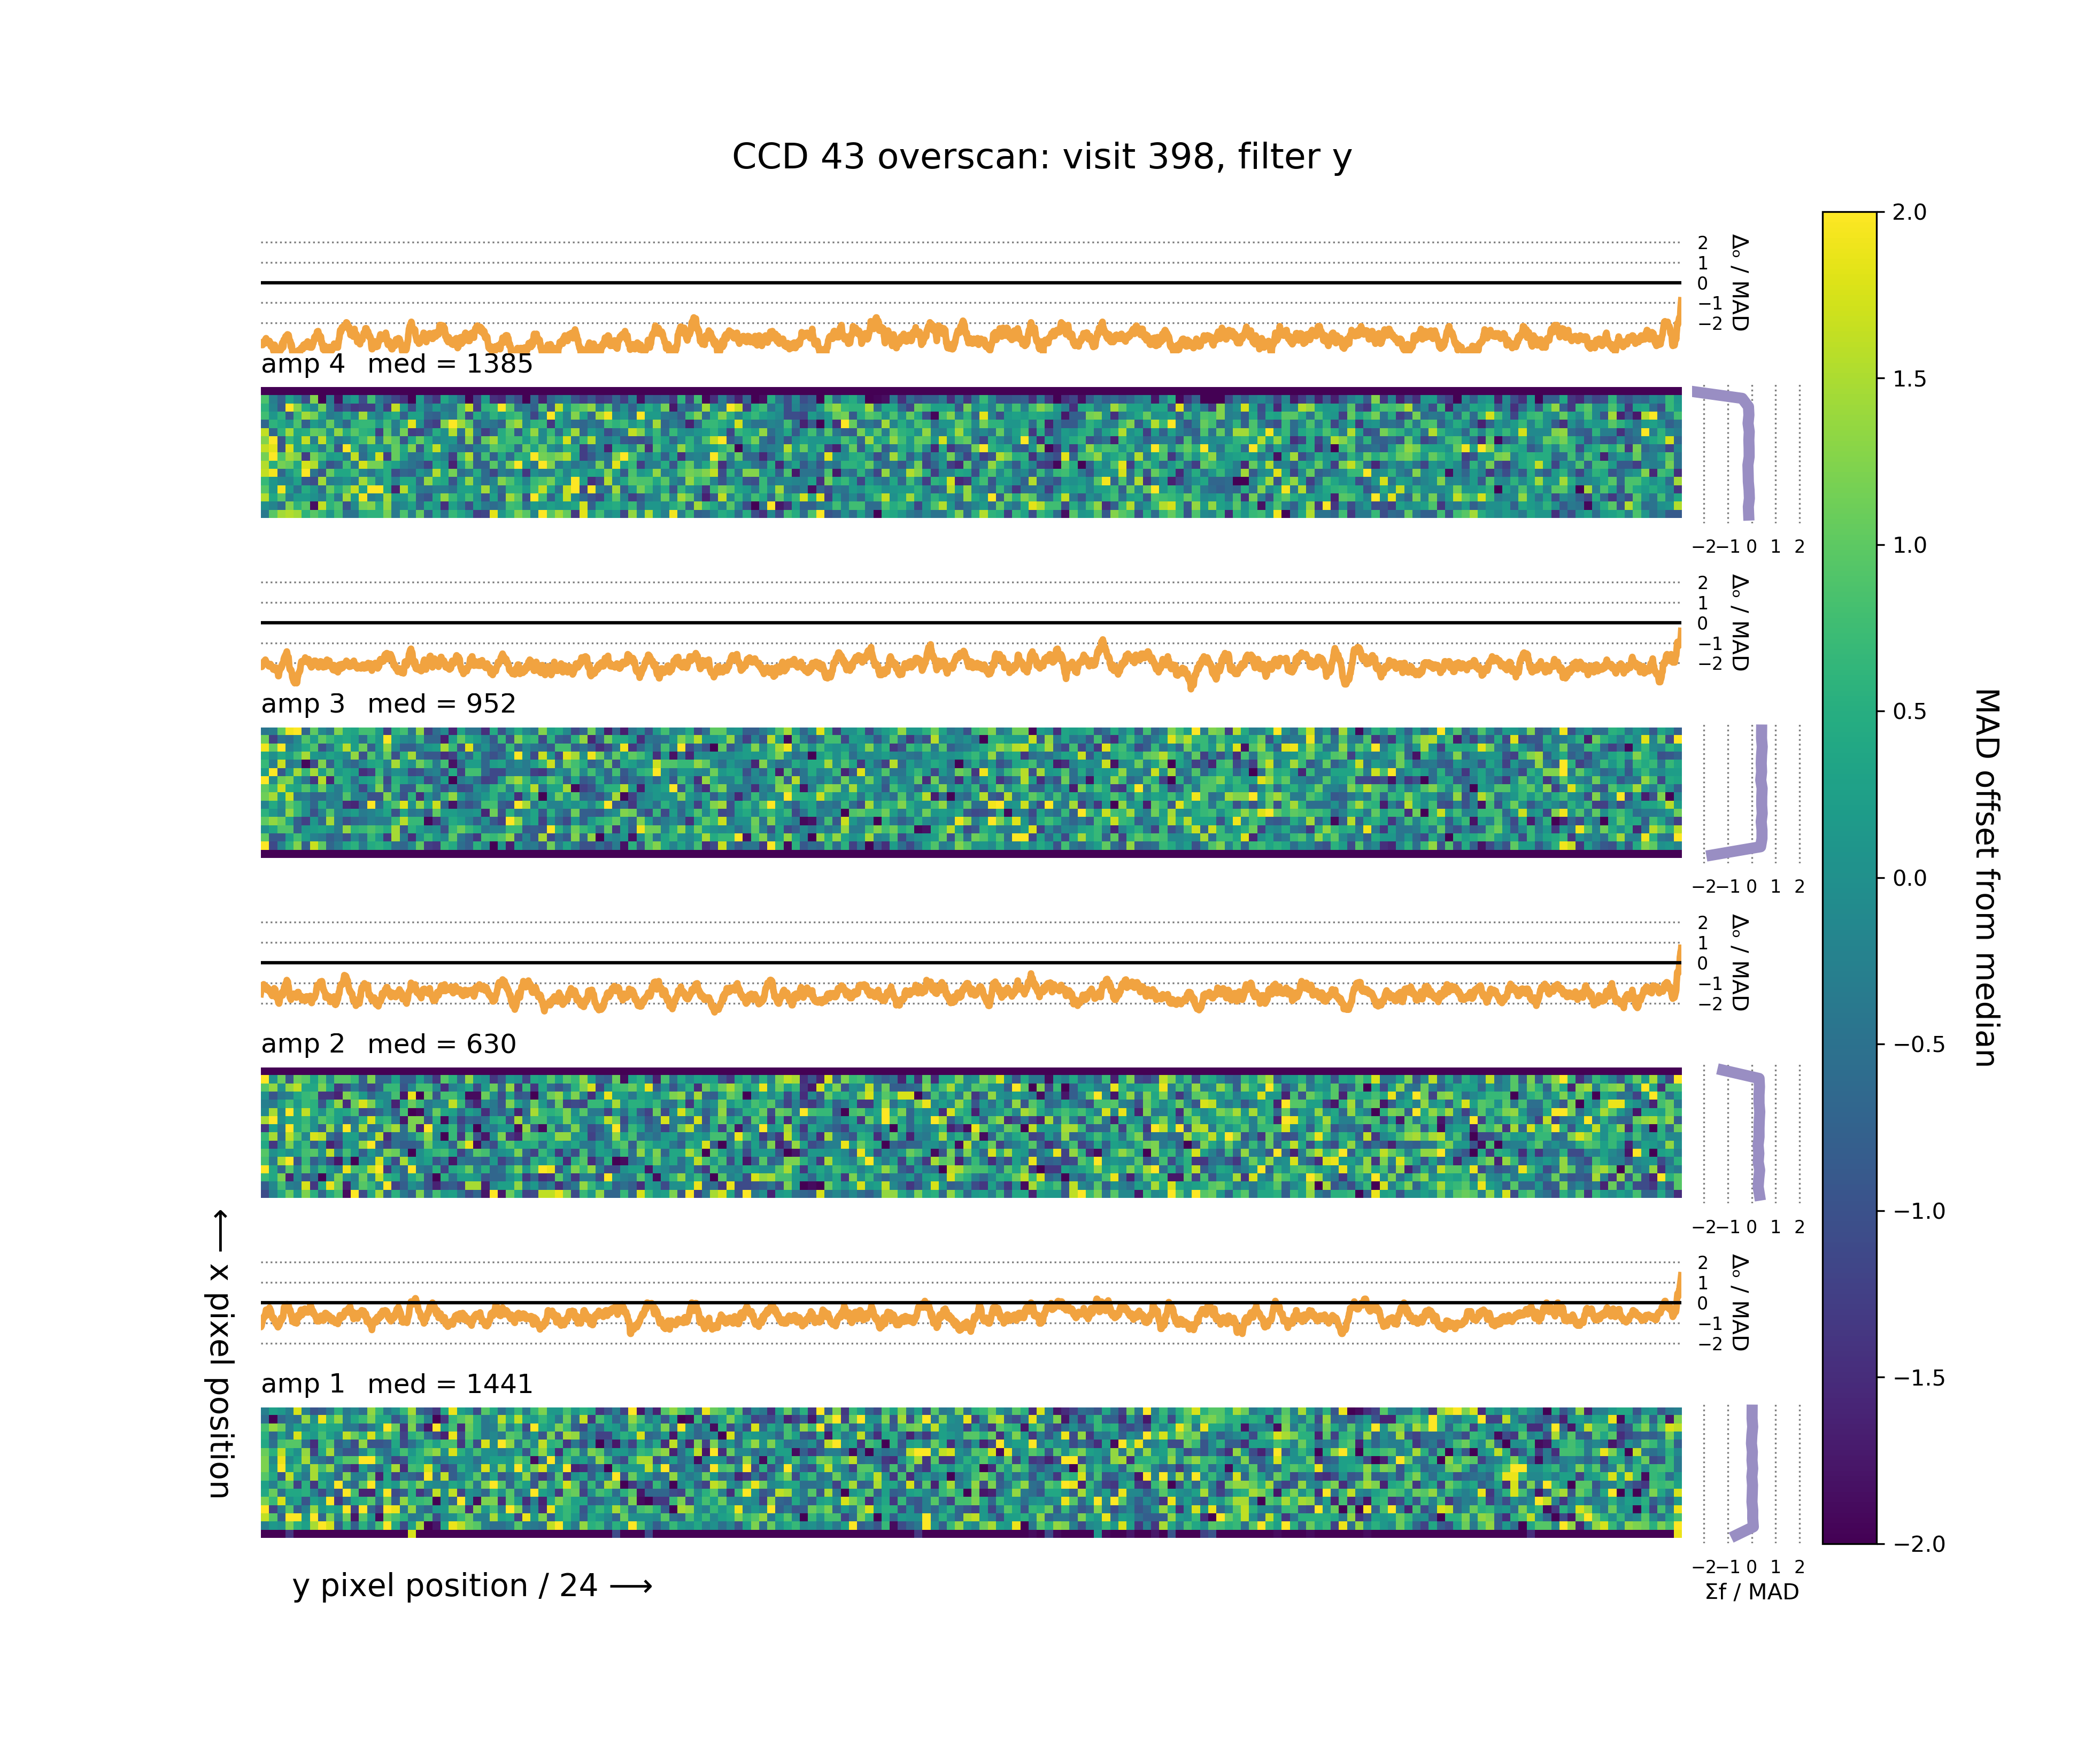 CCD 43 overscan: visit 398, filter y
2
1
0
−1
−2
Δₒ / MAD
amp 4 med = 1385
−2 −1 0 1 2
2
1
0
−1
−2
Δₒ / MAD
amp 3 med = 952
−2 −1 0 1 2
2
1
0
−1
−2
Δₒ / MAD
amp 2 med = 630
−2 −1 0 1 2
2
1
0
−1
−2
Δₒ / MAD
amp 1 med = 1441
−2 −1 0 1 2
Σf / MAD
⟵ x pixel position
y pixel position / 24 ⟶
2.0
1.5
1.0
0.5
0.0
−0.5
−1.0
−1.5
−2.0
MAD offset from median